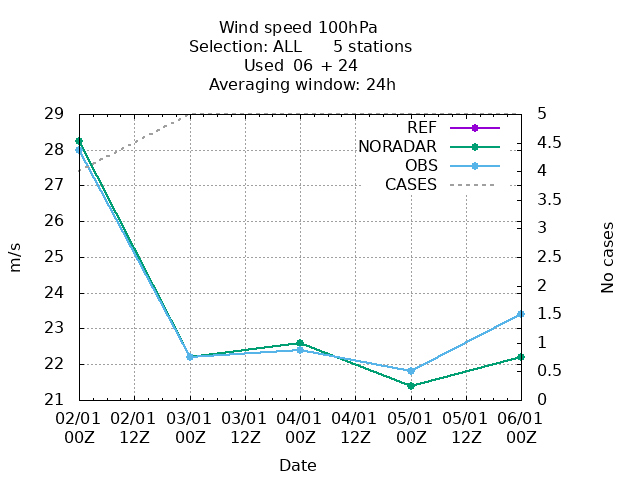 Wind speed 100hPa
Selection: ALL 5 stations
Used 06 + 24
Averaging window: 24h
29
28
27
26
25
24
23
22
21
m/s
5
4.5
4
3.5
3
2.5
2
1.5
1
0.5
0
No cases
REF
NORADAR
OBS
CASES
02/01 02/01 03/01 03/01 04/01 04/01 05/01 05/01 06/01
00Z 12Z 00Z 12Z 00Z 12Z 00Z 12Z 00Z
Date